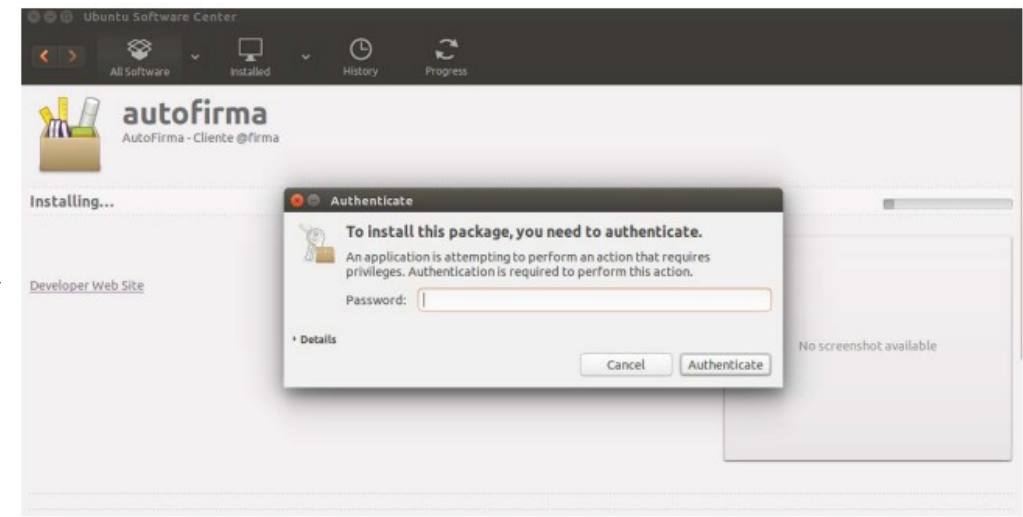 Ubuntu Software Center
All Software
Installed
History
Progress
autofirma
AutoFirma - Cliente @firma
Installing...
Authenticate
To install this package, you need to authenticate.
An application is attempting to perform an action that requires
privileges. Authentication is required to perform this action.
Password:
Details
Cancel
Authenticate
Developer Web Site
No screenshot available